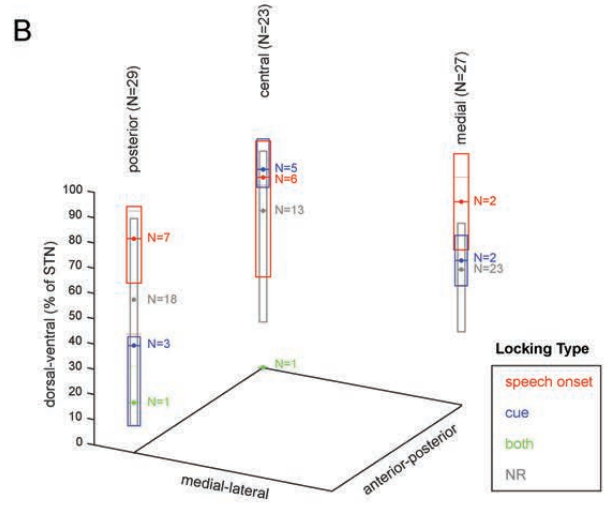 B
posterior (N=29)
central (N=23)
medial (N=27)
dorsal-ventral (% of STN)
100
90
80
70
60
50
40
30
20
10
0
N=7
N=18
N=3
N=1
N=5
N=6
N=13
N=1
N=2
N=2
N=23
medial-lateral
anterior-posterior
Locking Type
speech onset
cue
both
NR